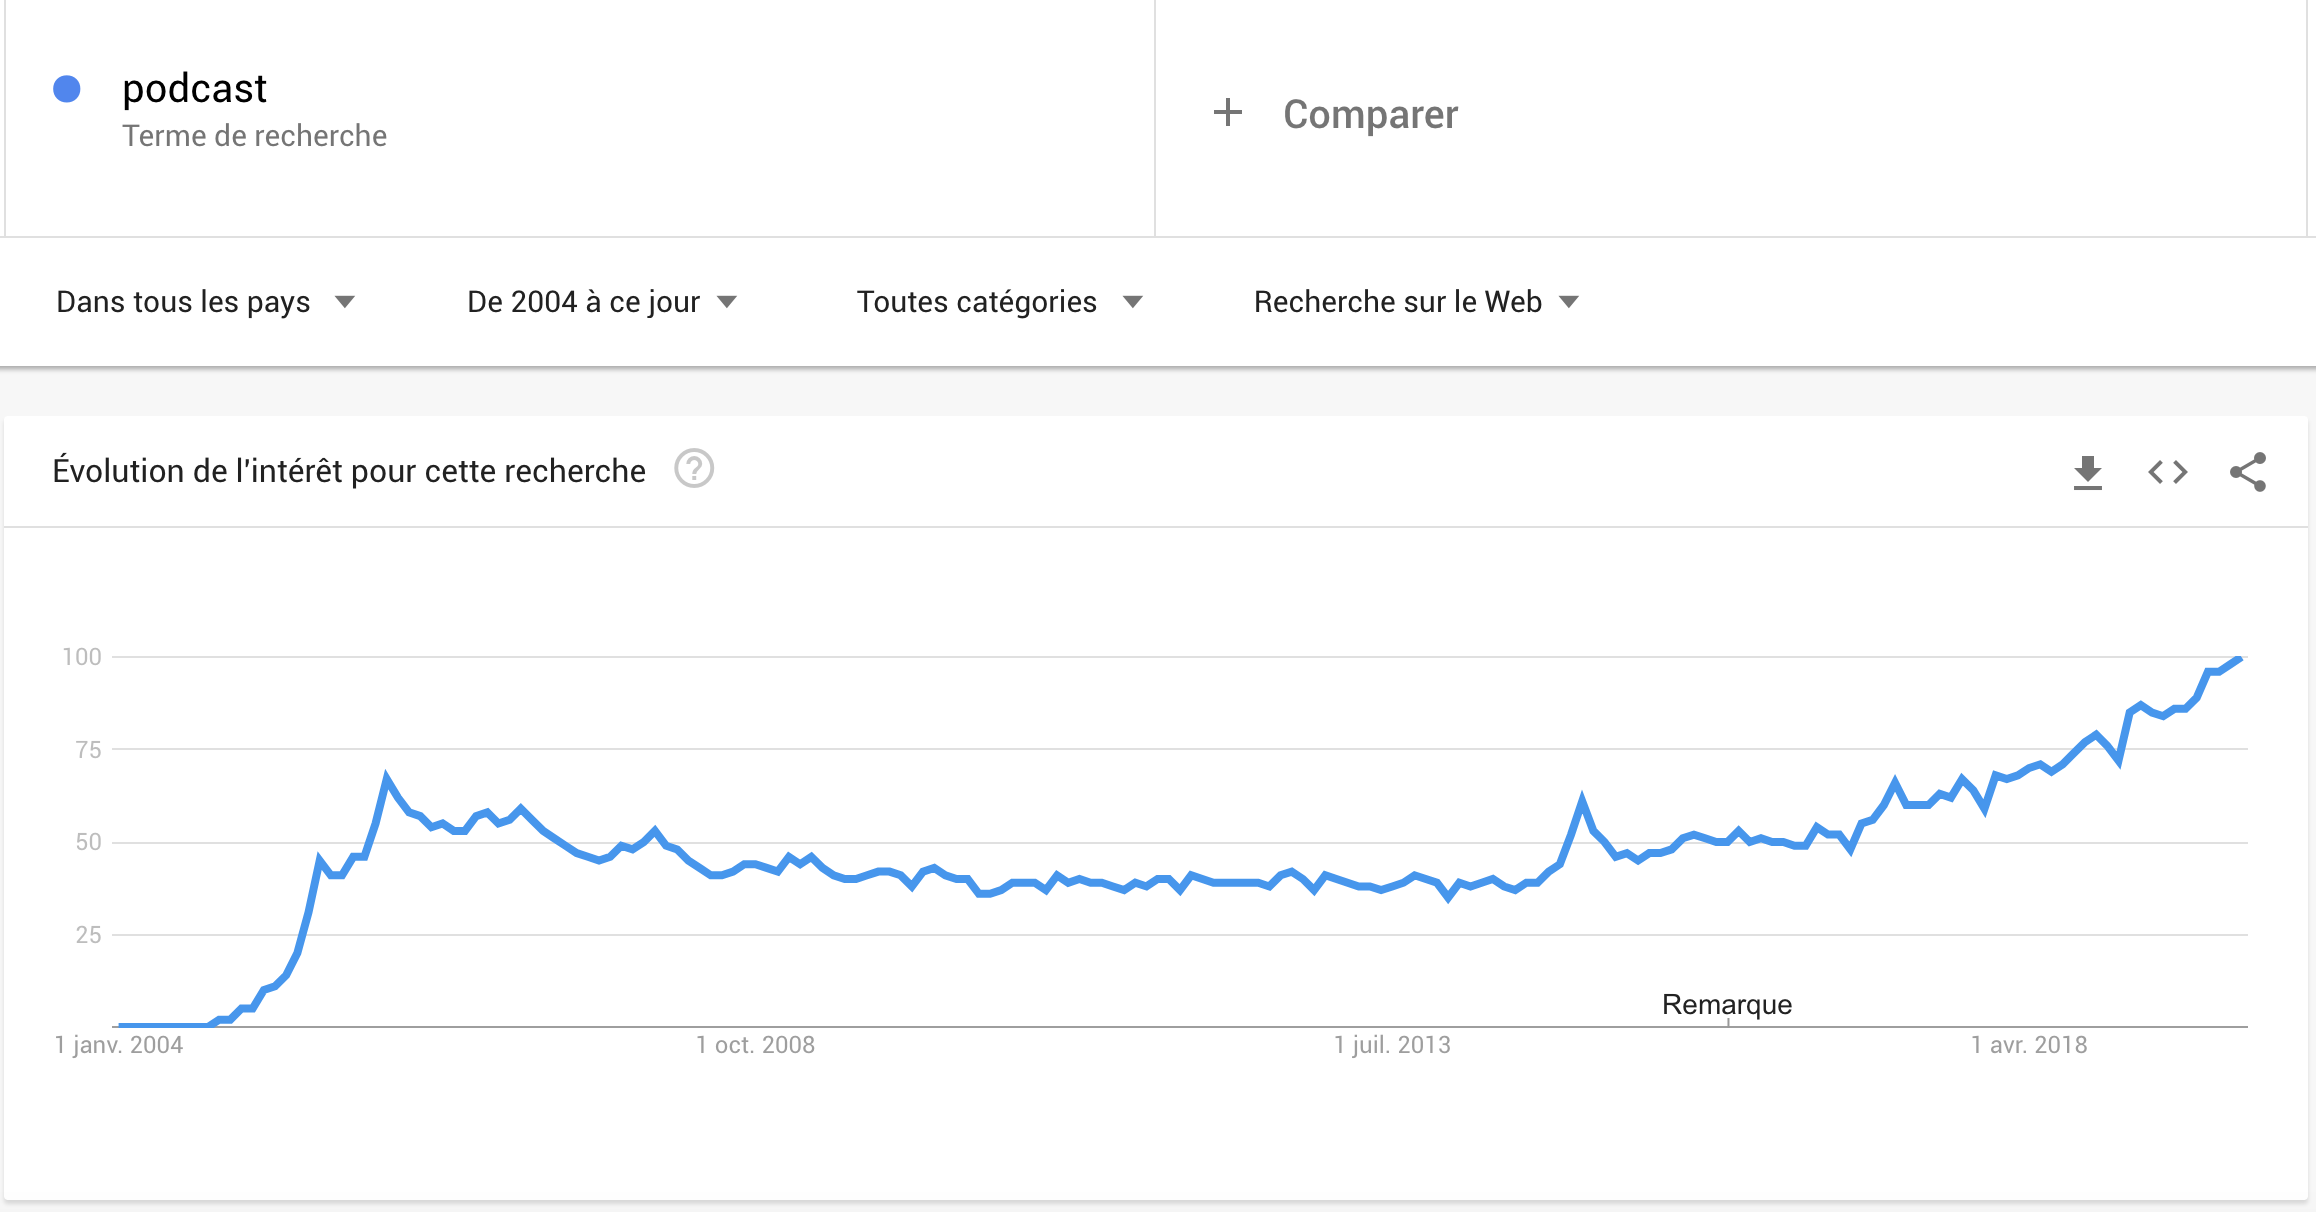 podcast
Terme de recherche
+ Comparer
Dans tous les pays
De 2004 à ce jour
Toutes catégories
Recherche sur le Web
Évolution de l'intérêt pour cette recherche ?
100
75
50
25
Remarque
1 janv. 2004
1 oct. 2008
1 juil. 2013
1 avr. 2018